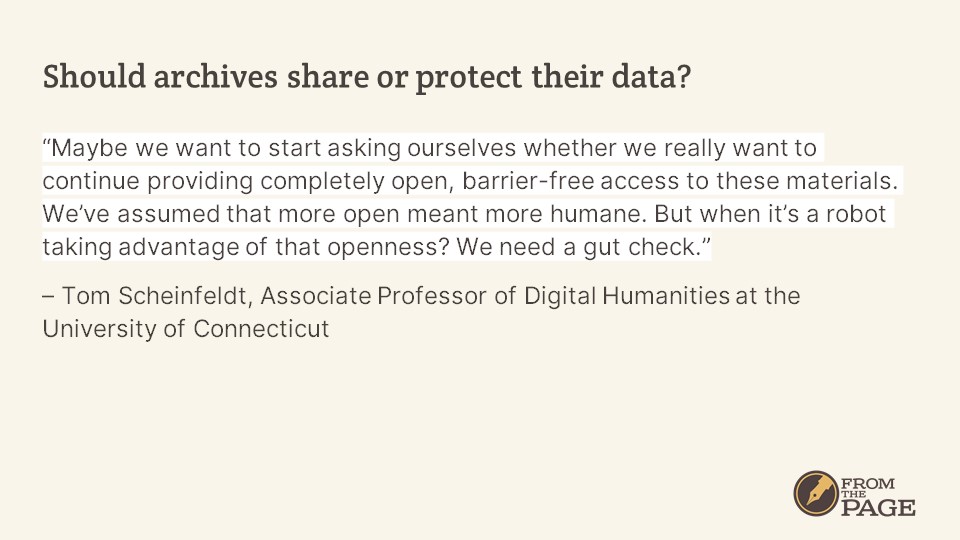 Should archives share or protect their data?
“Maybe we want to start asking ourselves whether we really want to
continue providing completely open, barrier-free access to these materials.
We’ve assumed that more open meant more humane. But when it’s a robot
taking advantage of that openness? We need a gut check.”
– Tom Scheinfeldt, Associate Professor of Digital Humanities at the
University of Connecticut
FROM
THE
PAGE